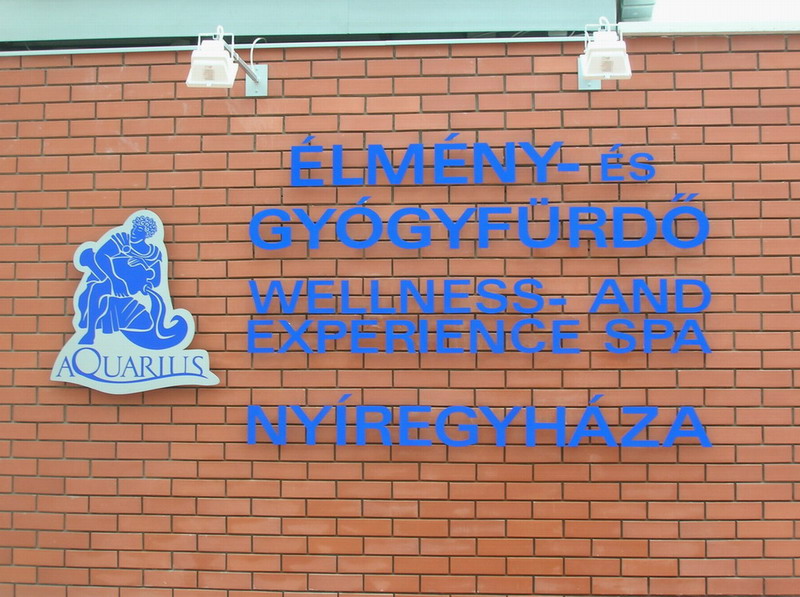 AQUARIUS
ÉLMÉNY- ÉS
GYÓGYFÜRDŐ
WELLNESS- AND
EXPERIENCE SPA
NYÍREGYHÁZA